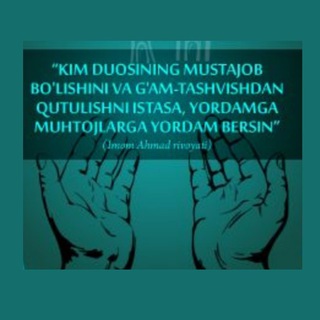 “KIM DUOSINING MUSTAJOB
BO'LISHINI VA G'AM-TASHVISHDAN
QUTULISHNI ISTASA, YORDAMGA
MUHTOJLARGA YORDAM BERSIN”
(Imom Ahmad rivoyati)